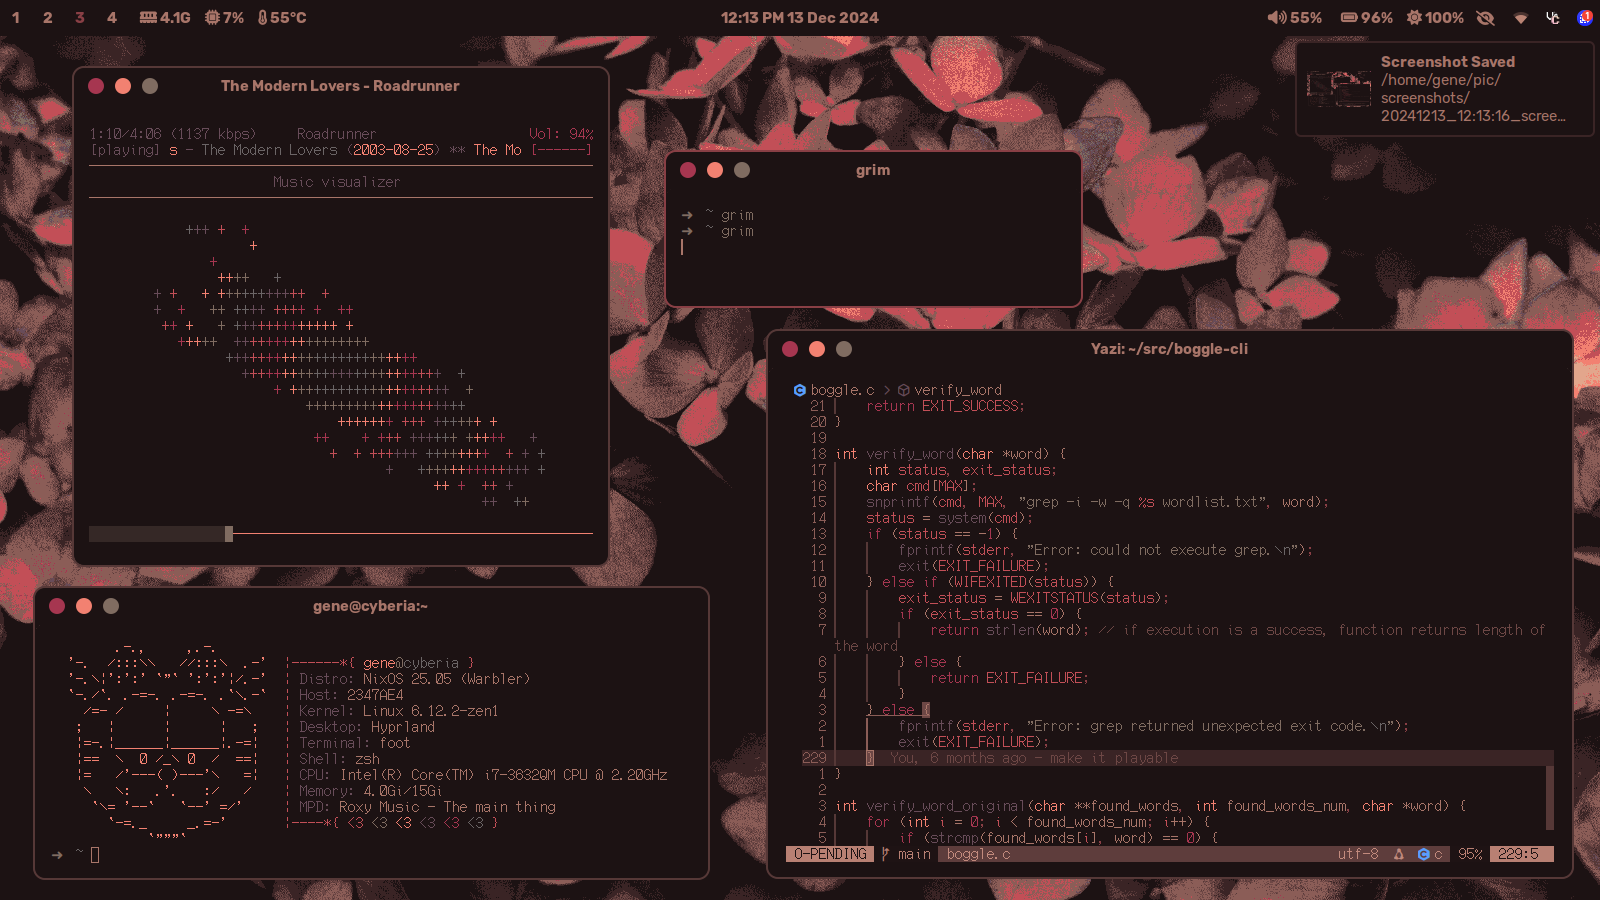 1 2 3 4 4.1G 7% 55°C
12:13 PM 13 Dec 2024
55% 96% 100%
Screenshot Saved
/home/gene/pic/
screenshots/
20241213_12:13:16_scree…
The Modern Lovers - Roadrunner
1:10/4:06 (1137 kbps) Roadrunner Vol: 94%
[playing] s - The Modern Lovers (2003-08-25) ** The Mo [------]
Music visualizer
grim
→ ~ grim
→ ~ grim
gene@cyberia:~
¦------*{ gene@cyberia }
¦ Distro: NixOS 25.05 (Warbler)
¦ Host: 2347AE4
¦ Kernel: Linux 6.12.2-zen1
¦ Desktop: Hyprland
¦ Terminal: foot
¦ Shell: zsh
¦ CPU: Intel(R) Core(TM) i7-3632QM CPU @ 2.20GHz
¦ Memory: 4.0Gi/15Gi
¦ MPD: Roxy Music - The main thing
¦----*{ <3 <3 <3 <3 <3 <3 }
→ ~
Yazi: ~/src/boggle-cli
boggle.c > verify_word
21 return EXIT_SUCCESS;
20 }
19
18 int verify_word(char *word) {
17 int status, exit_status;
16 char cmd[MAX];
15 snprintf(cmd, MAX, "grep -i -w -q %s wordlist.txt", word);
14 status = system(cmd);
13 if (status == -1) {
12 fprintf(stderr, "Error: could not execute grep.\n");
11 exit(EXIT_FAILURE);
10 } else if (WIFEXITED(status)) {
9 exit_status = WEXITSTATUS(status);
8 if (exit_status == 0) {
7 return strlen(word); // if execution is a success, function returns length of
the word
6 } else {
5 return EXIT_FAILURE;
4 }
3 } else {
2 fprintf(stderr, "Error: grep returned unexpected exit code.\n");
1 exit(EXIT_FAILURE);
229 } You, 6 months ago - make it playable
1 }
2
3 int verify_word_original(char **found_words, int found_words_num, char *word) {
4 for (int i = 0; i < found_words_num; i++) {
5 if (strcmp(found_words[i], word) == 0) {
O-PENDING main boggle.c utf-8 c 95% 229:5